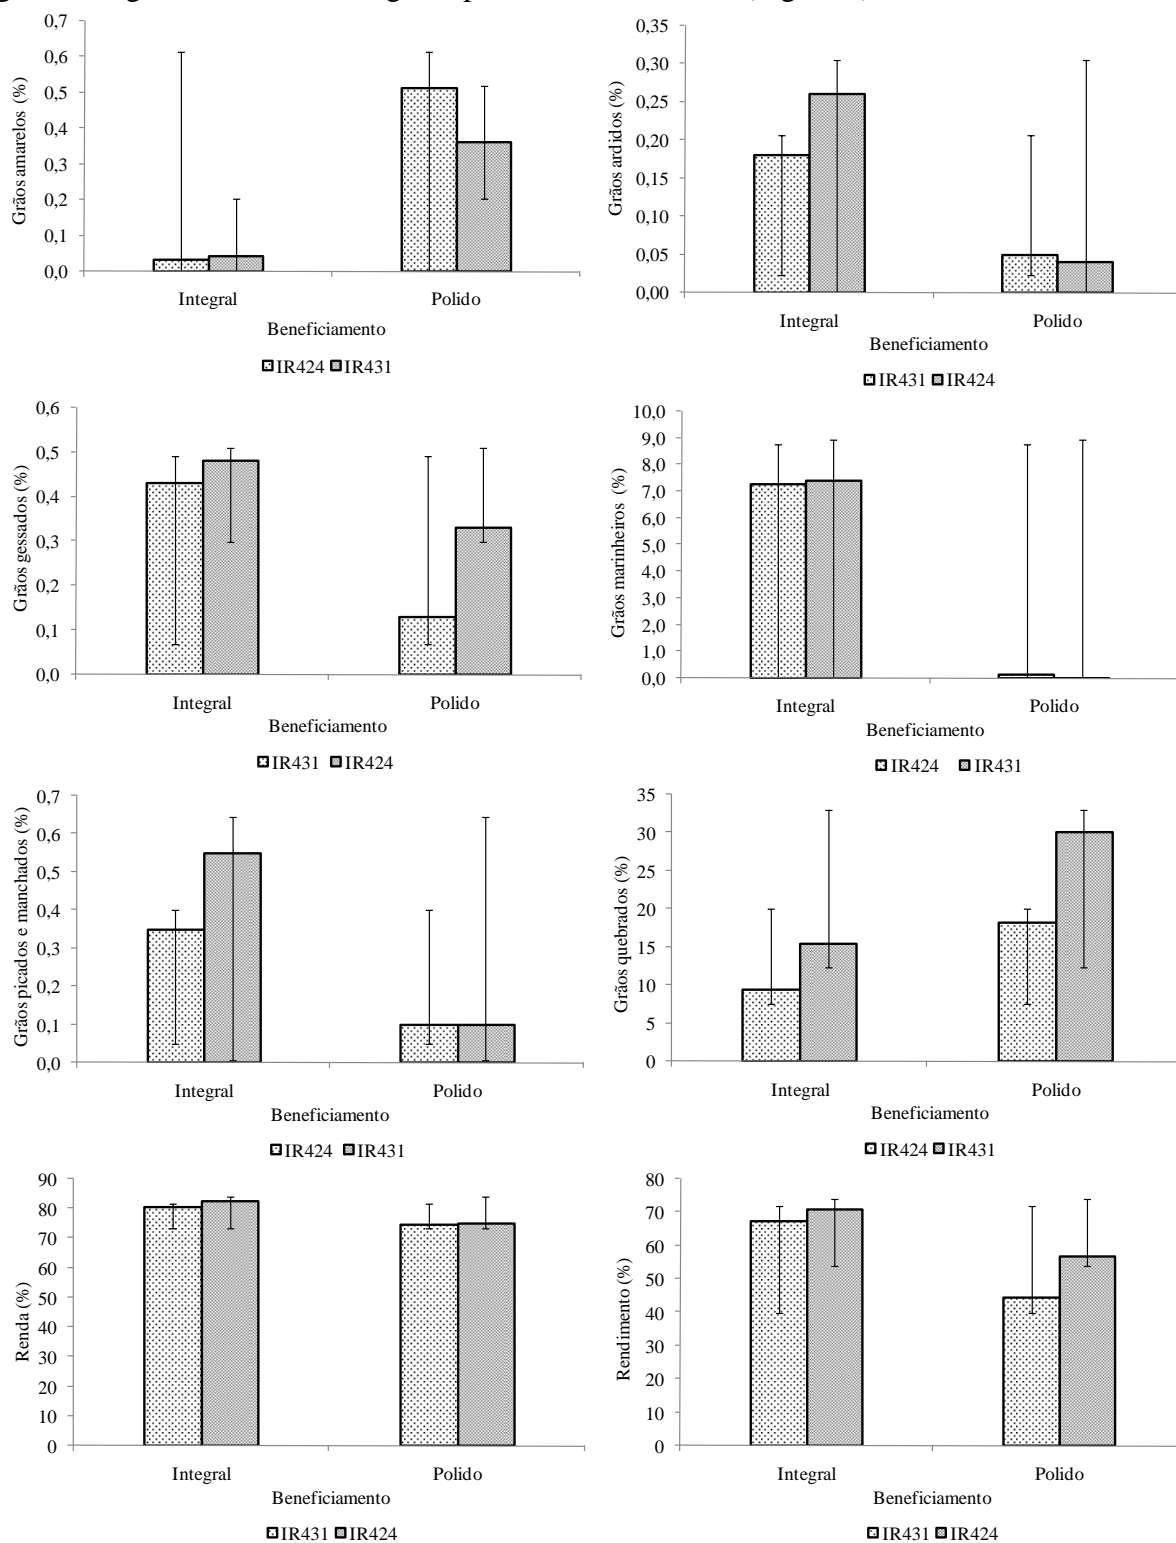 Grãos amarelos (%)
0,7
0,6
0,5
0,4
0,3
0,2
0,1
0,0
Integral Polido
Beneficiamento
IR424 IR431
Grãos ardidos (%)
0,35
0,30
0,25
0,20
0,15
0,10
0,05
0,00
Integral Polido
Beneficiamento
IR431 IR424
Grãos gessados (%)
0,6
0,5
0,4
0,3
0,2
0,1
0,0
Integral Polido
Beneficiamento
IR431 IR424
Grãos marinheiros (%)
10,0
9,0
8,0
7,0
6,0
5,0
4,0
3,0
2,0
1,0
0,0
Integral Polido
Beneficiamento
IR424 IR431
Grãos picados e manchados (%)
0,7
0,6
0,5
0,4
0,3
0,2
0,1
0,0
Integral Polido
Beneficiamento
IR424 IR431
Grãos quebrados (%)
35
30
25
20
15
10
5
0
Integral Polido
Beneficiamento
IR424 IR431
Renda (%)
90
80
70
60
50
40
30
20
10
0
Integral Polido
Beneficiamento
IR431 IR424
Rendimento (%)
80
70
60
50
40
30
20
10
0
Integral Polido
Beneficiamento
IR431 IR424